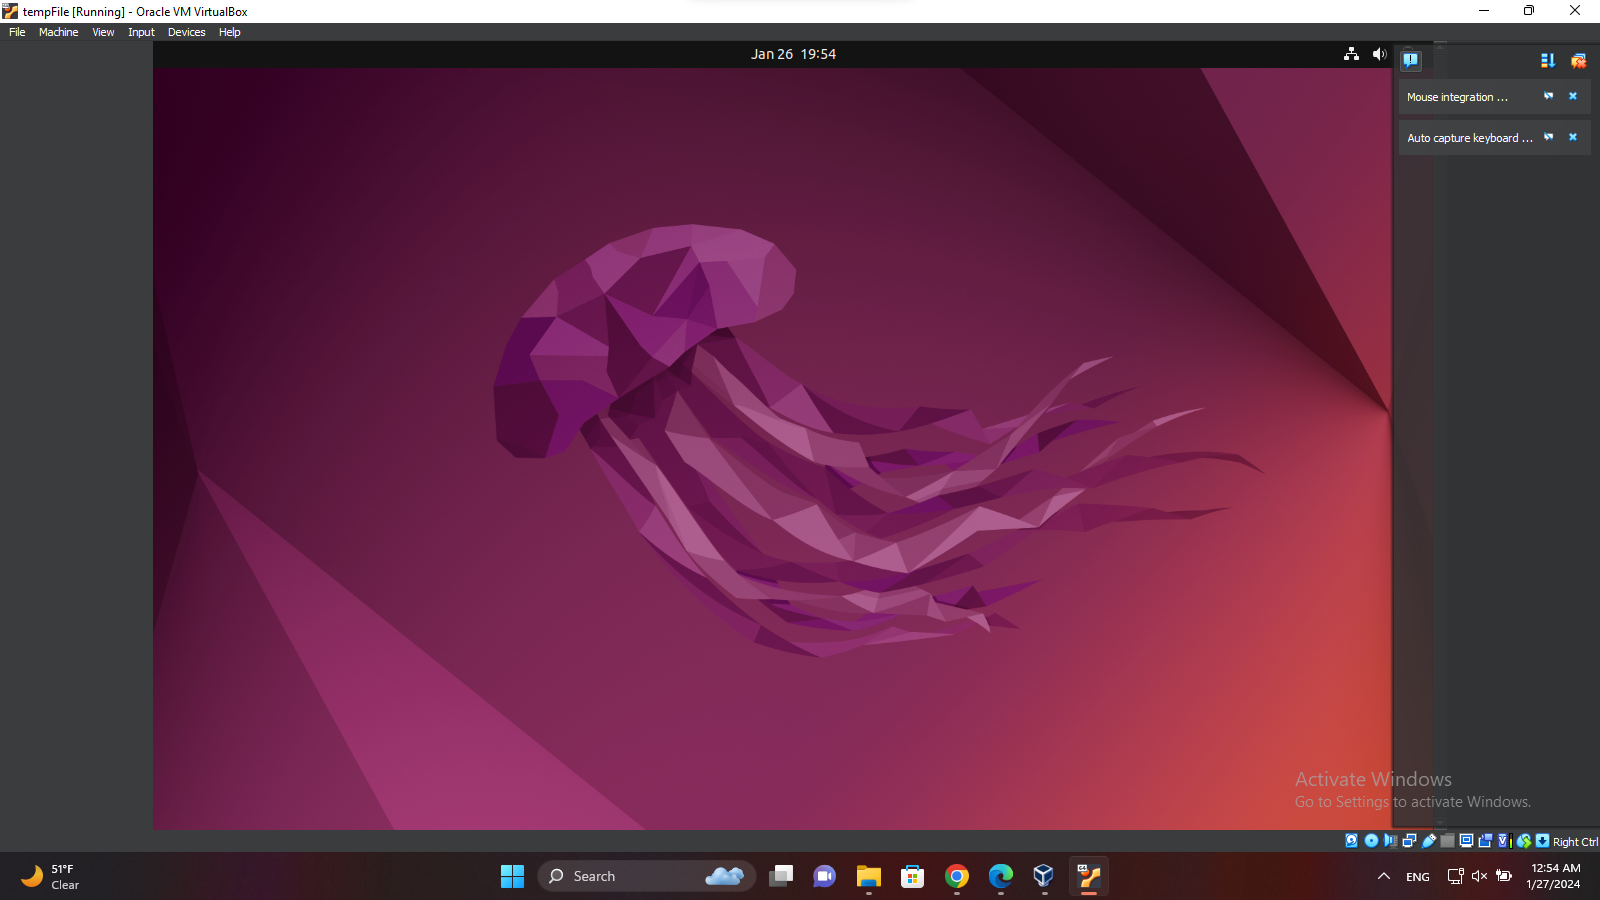 tempFile [Running] - Oracle VM VirtualBox
File Machine View Input Devices Help
Jan 26 19:54
Mouse integration ...
Auto capture keyboard ...
Activate Windows
Go to Settings to activate Windows.
Right Ctrl
51°F
Clear
Search
ENG
12:54 AM
1/27/2024